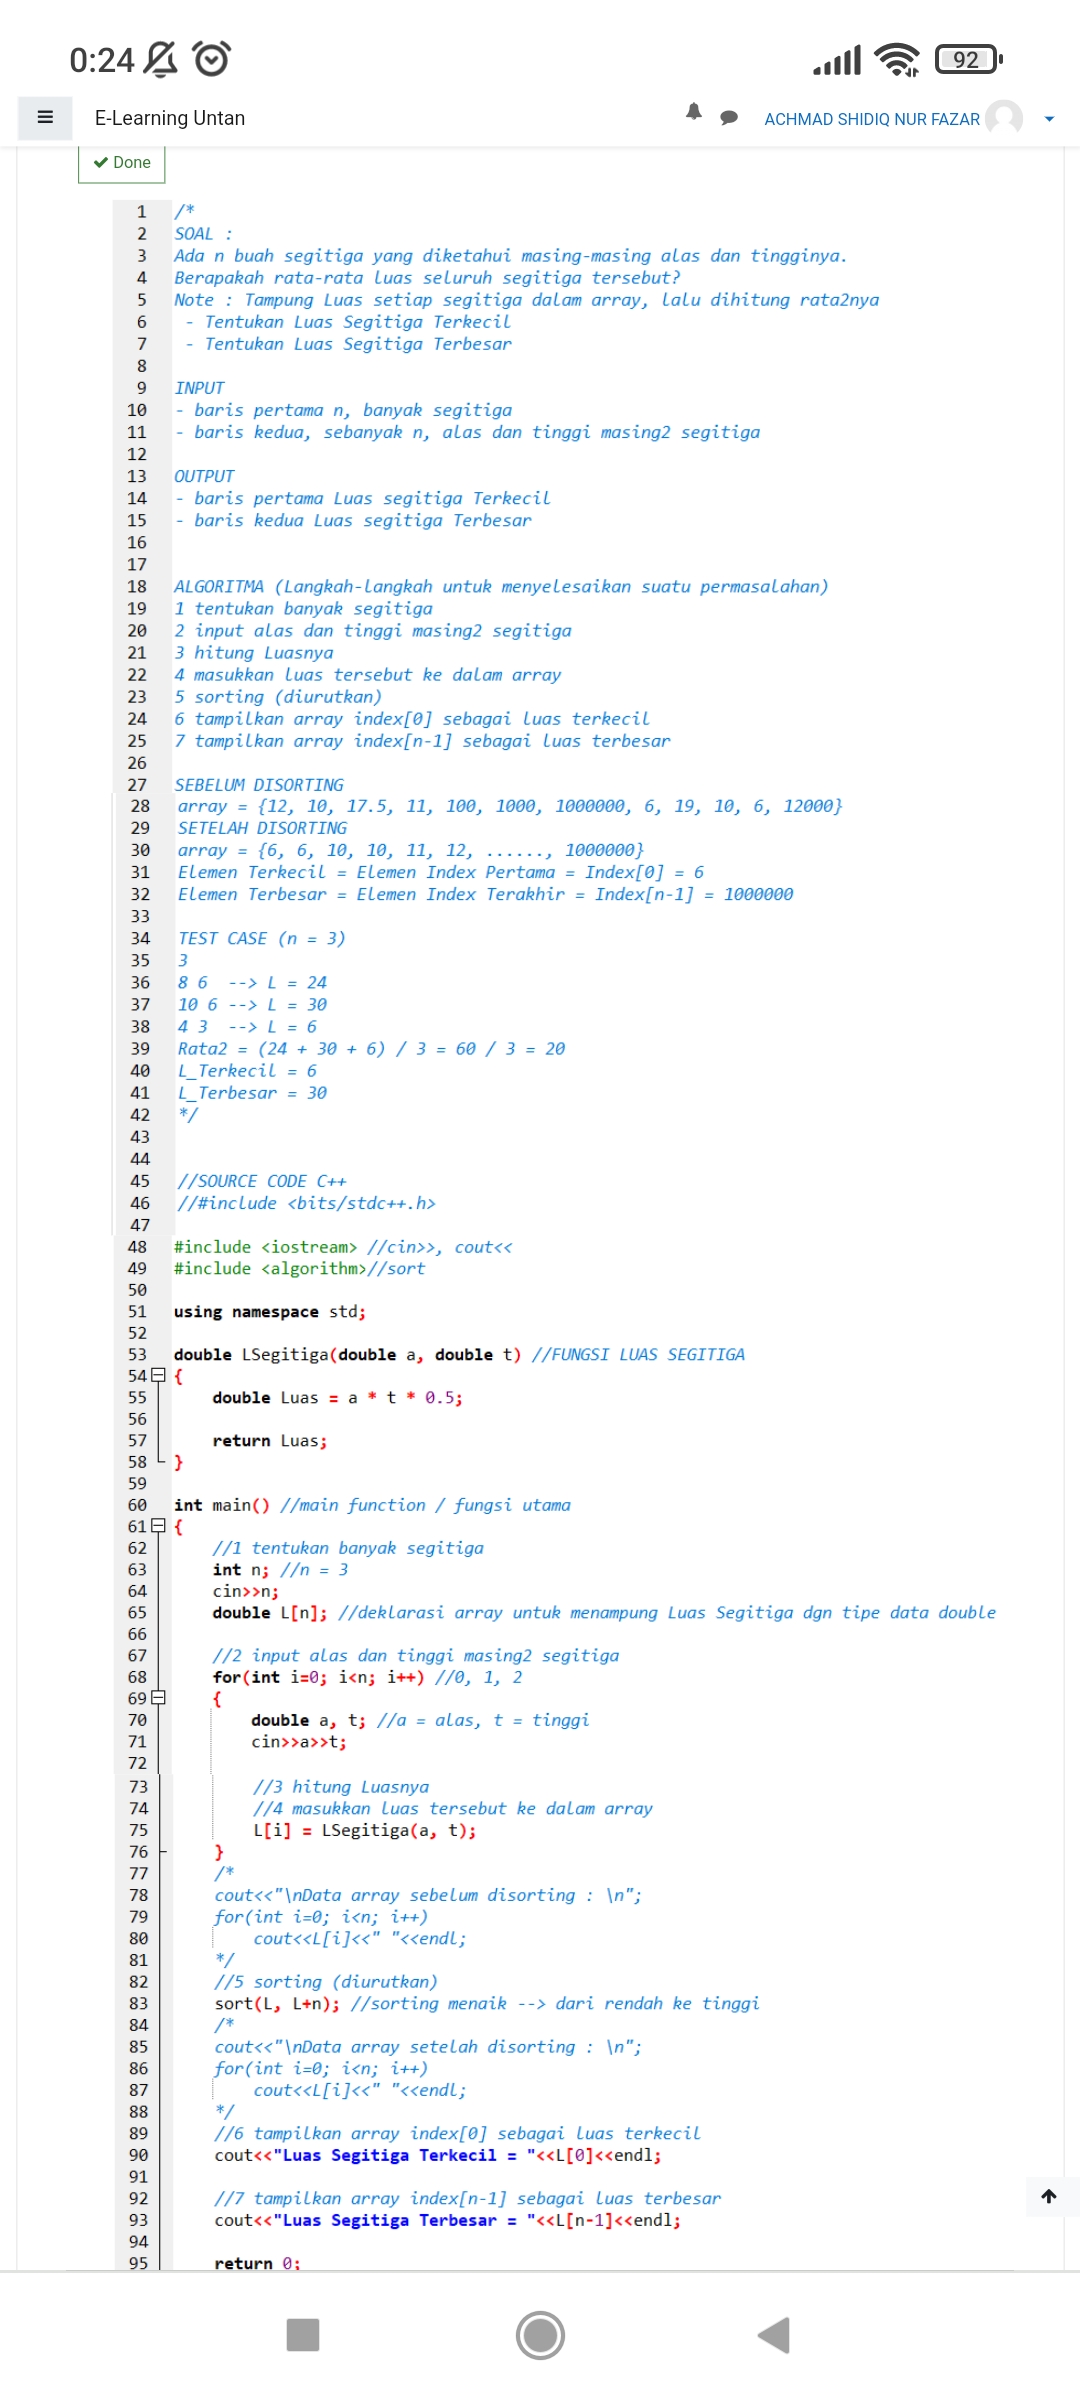 0:24
92
E-Learning Untan
ACHMAD SHIDIQ NUR FAZAR
Done
1 /*
2 SOAL :
3 Ada n buah segitiga yang diketahui masing-masing alas dan tingginya.
4 Berapakah rata-rata luas seluruh segitiga tersebut?
5 Note : Tampung Luas setiap segitiga dalam array, lalu dihitung rata2nya
6 - Tentukan Luas Segitiga Terkecil
7 - Tentukan Luas Segitiga Terbesar
8
9 INPUT
10 - baris pertama n, banyak segitiga
11 - baris kedua, sebanyak n, alas dan tinggi masing2 segitiga
12
13 OUTPUT
14 - baris pertama Luas segitiga Terkecil
15 - baris kedua Luas segitiga Terbesar
16
17
18 ALGORITMA (Langkah-langkah untuk menyelesaikan suatu permasalahan)
19 1 tentukan banyak segitiga
20 2 input alas dan tinggi masing2 segitiga
21 3 hitung Luasnya
22 4 masukkan luas tersebut ke dalam array
23 5 sorting (diurutkan)
24 6 tampilkan array index[0] sebagai luas terkecil
25 7 tampilkan array index[n-1] sebagai luas terbesar
26
27 SEBELUM DISORTING
28 array = {12, 10, 17.5, 11, 100, 1000, 1000000, 6, 19, 10, 6, 12000}
29 SETELAH DISORTING
30 array = {6, 6, 10, 10, 11, 12, ......, 1000000}
31 Elemen Terkecil = Elemen Index Pertama = Index[0] = 6
32 Elemen Terbesar = Elemen Index Terakhir = Index[n-1] = 1000000
33
34 TEST CASE (n = 3)
35 3
36 8 6 --> L = 24
37 10 6 --> L = 30
38 4 3 --> L = 6
39 Rata2 = (24 + 30 + 6) / 3 = 60 / 3 = 20
40 L_Terkecil = 6
41 L_Terbesar = 30
42 */
43
44
45 //SOURCE CODE C++
46 //#include <bits/stdc++.h>
47
48 #include <iostream> //cin>>, cout<<
49 #include <algorithm>//sort
50
51 using namespace std;
52
53 double LSegitiga(double a, double t) //FUNGSI LUAS SEGITIGA
54 {
55 double Luas = a * t * 0.5;
56
57 return Luas;
58 }
59
60 int main() //main function / fungsi utama
61 {
62 //1 tentukan banyak segitiga
63 int n; //n = 3
64 cin>>n;
65 double L[n]; //deklarasi array untuk menampung Luas Segitiga dgn tipe data double
66
67 //2 input alas dan tinggi masing2 segitiga
68 for(int i=0; i<n; i++) //0, 1, 2
69 {
70 double a, t; //a = alas, t = tinggi
71 cin>>a>>t;
72
73 //3 hitung Luasnya
74 //4 masukkan luas tersebut ke dalam array
75 L[i] = LSegitiga(a, t);
76 }
77 /*
78 cout<<"\nData array sebelum disorting : \n";
79 for(int i=0; i<n; i++)
80 cout<<L[i]<<" "<<endl;
81 */
82 //5 sorting (diurutkan)
83 sort(L, L+n); //sorting menaik --> dari rendah ke tinggi
84 /*
85 cout<<"\nData array setelah disorting : \n";
86 for(int i=0; i<n; i++)
87 cout<<L[i]<<" "<<endl;
88 */
89 //6 tampilkan array index[0] sebagai luas terkecil
90 cout<<"Luas Segitiga Terkecil = "<<L[0]<<endl;
91
92 //7 tampilkan array index[n-1] sebagai luas terbesar
93 cout<<"Luas Segitiga Terbesar = "<<L[n-1]<<endl;
94
95 return 0;